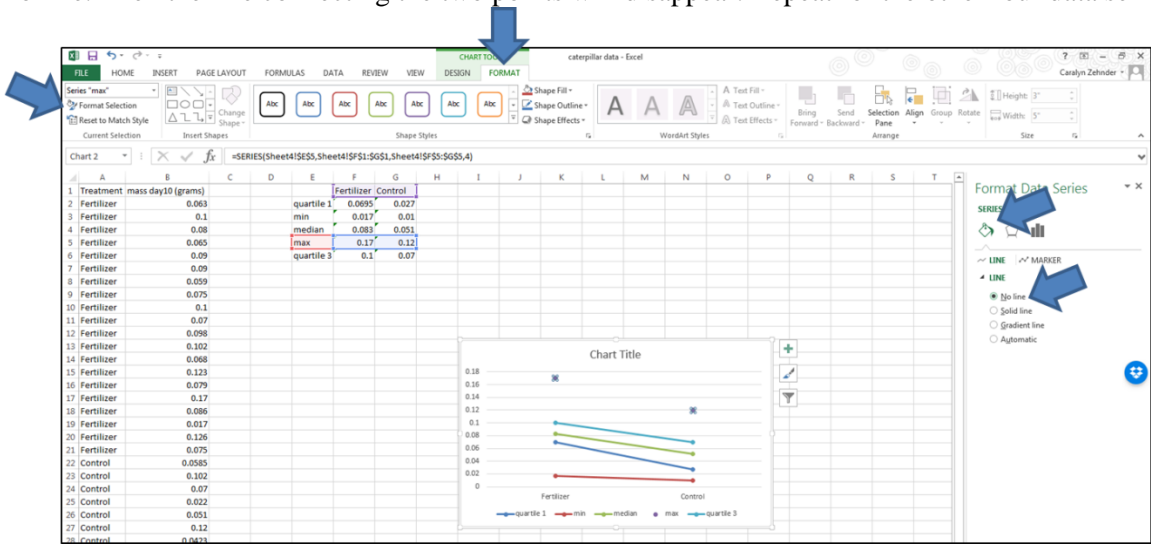 CHART TOO
caterpillar data - Excel
FILE HOME INSERT PAGE LAYOUT FORMULAS DATA REVIEW VIEW DESIGN FORMAT
Caralyn Zehnder
Series "max"
Format Selection
Reset to Match Style
Current Selection
Change
Shape
Insert Shapes
Abc Abc Abc Abc Abc Abc Abc
Shape Fill
Shape Outline
Shape Effects
Shape Styles
A A A
Text Fill
Text Outline
Text Effects
WordArt Styles
Bring
Forward
Send
Backward
Selection
Pane
Align
Group
Rotate
Arrange
Height: 3"
Width: 5"
Size
Chart 2
fx
=SERIES(Sheet4!$E$5,Sheet4!$F$1:$G$1,Sheet4!$F$5:$G$5,4)
A B C D E F G H I J K L M N O P Q R S T
1 Treatment mass day10 (grams) Fertilizer Control
2 Fertilizer 0.063 quartile 1 0.0695 0.027
3 Fertilizer 0.1 min 0.017 0.01
4 Fertilizer 0.08 median 0.083 0.051
5 Fertilizer 0.065 max 0.17 0.12
6 Fertilizer 0.09 quartile 3 0.1 0.07
7 Fertilizer 0.09
8 Fertilizer 0.059
9 Fertilizer 0.075
10 Fertilizer 0.1
11 Fertilizer 0.07
12 Fertilizer 0.098
13 Fertilizer 0.102
14 Fertilizer 0.068
15 Fertilizer 0.123
16 Fertilizer 0.079
17 Fertilizer 0.17
18 Fertilizer 0.086
19 Fertilizer 0.017
20 Fertilizer 0.126
21 Fertilizer 0.075
22 Control 0.0585
23 Control 0.102
24 Control 0.07
25 Control 0.022
26 Control 0.051
27 Control 0.12
28 Control 0.0423
Chart Title
0.18
0.16
0.14
0.12
0.1
0.08
0.06
0.04
0.02
0
Fertilizer Control
quartile 1 min median max quartile 3
Format Data Series
SERIES
LINE MARKER
LINE
No line
Solid line
Gradient line
Automatic